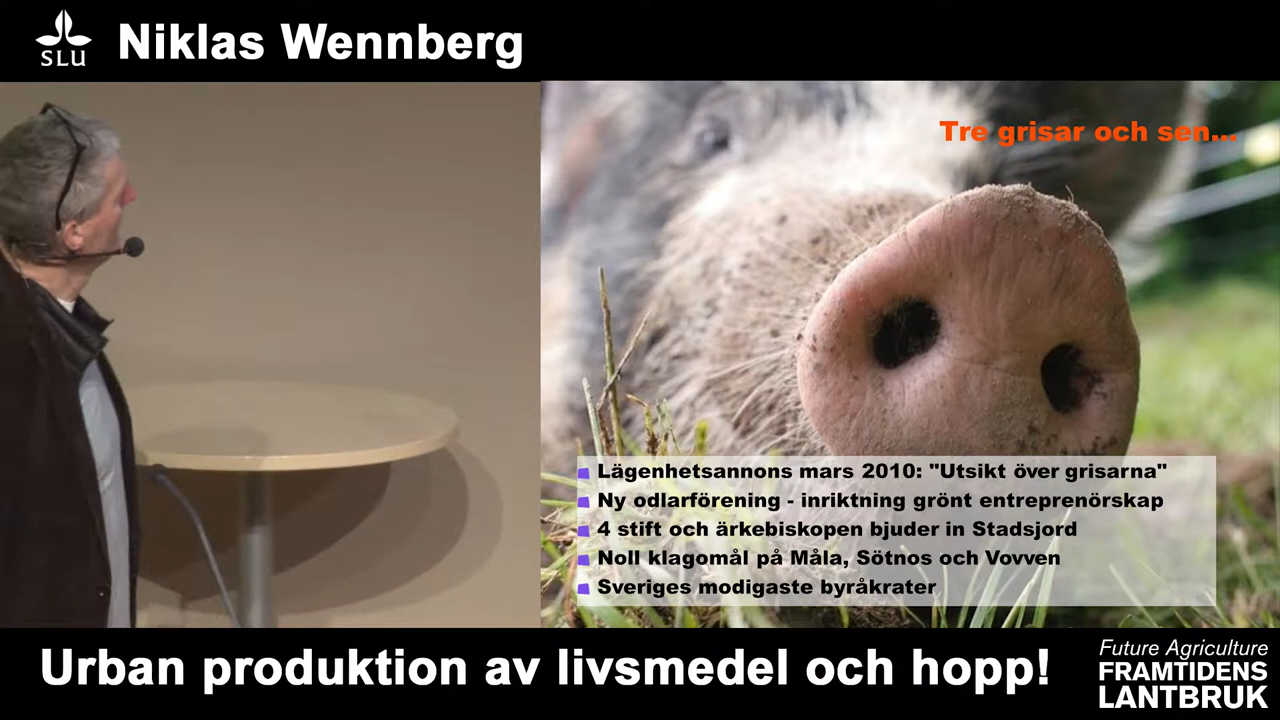 SLU
Niklas Wennberg
Tre grisar och sen...
Lägenhetsannons mars 2010: "Utsikt över grisarna"
Ny odlarförening - inriktning grönt entreprenörskap
4 stift och ärkebiskopen bjuder in Stadsjord
Noll klagomål på Måla, Sötnos och Vovven
Sveriges modigaste byråkrater
Urban produktion av livsmedel och hopp!
Future Agriculture
FRAMTIDENS
LANTBRUK